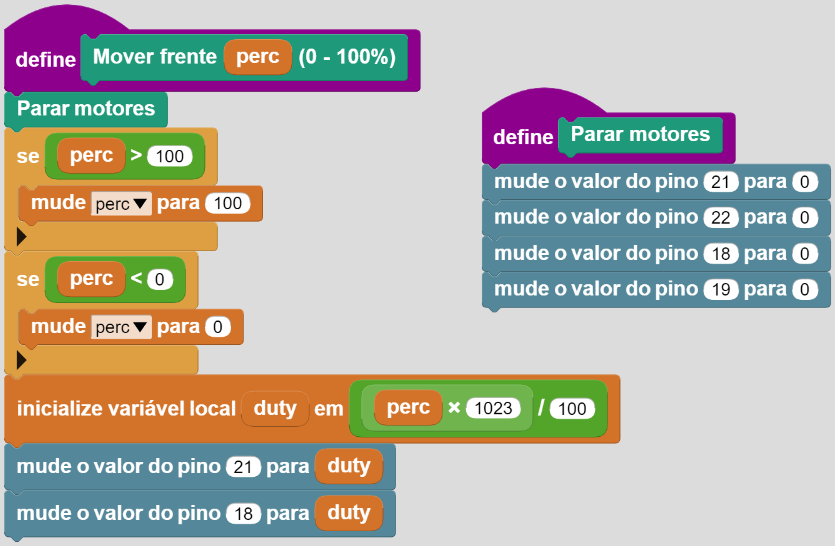 define Mover frente perc (0 - 100%)
Parar motores
se perc > 100
mude perc para 100
se perc < 0
mude perc para 0
inicialize variável local duty em perc × 1023 / 100
mude o valor do pino 21 para duty
mude o valor do pino 18 para duty
define Parar motores
mude o valor do pino 21 para 0
mude o valor do pino 22 para 0
mude o valor do pino 18 para 0
mude o valor do pino 19 para 0